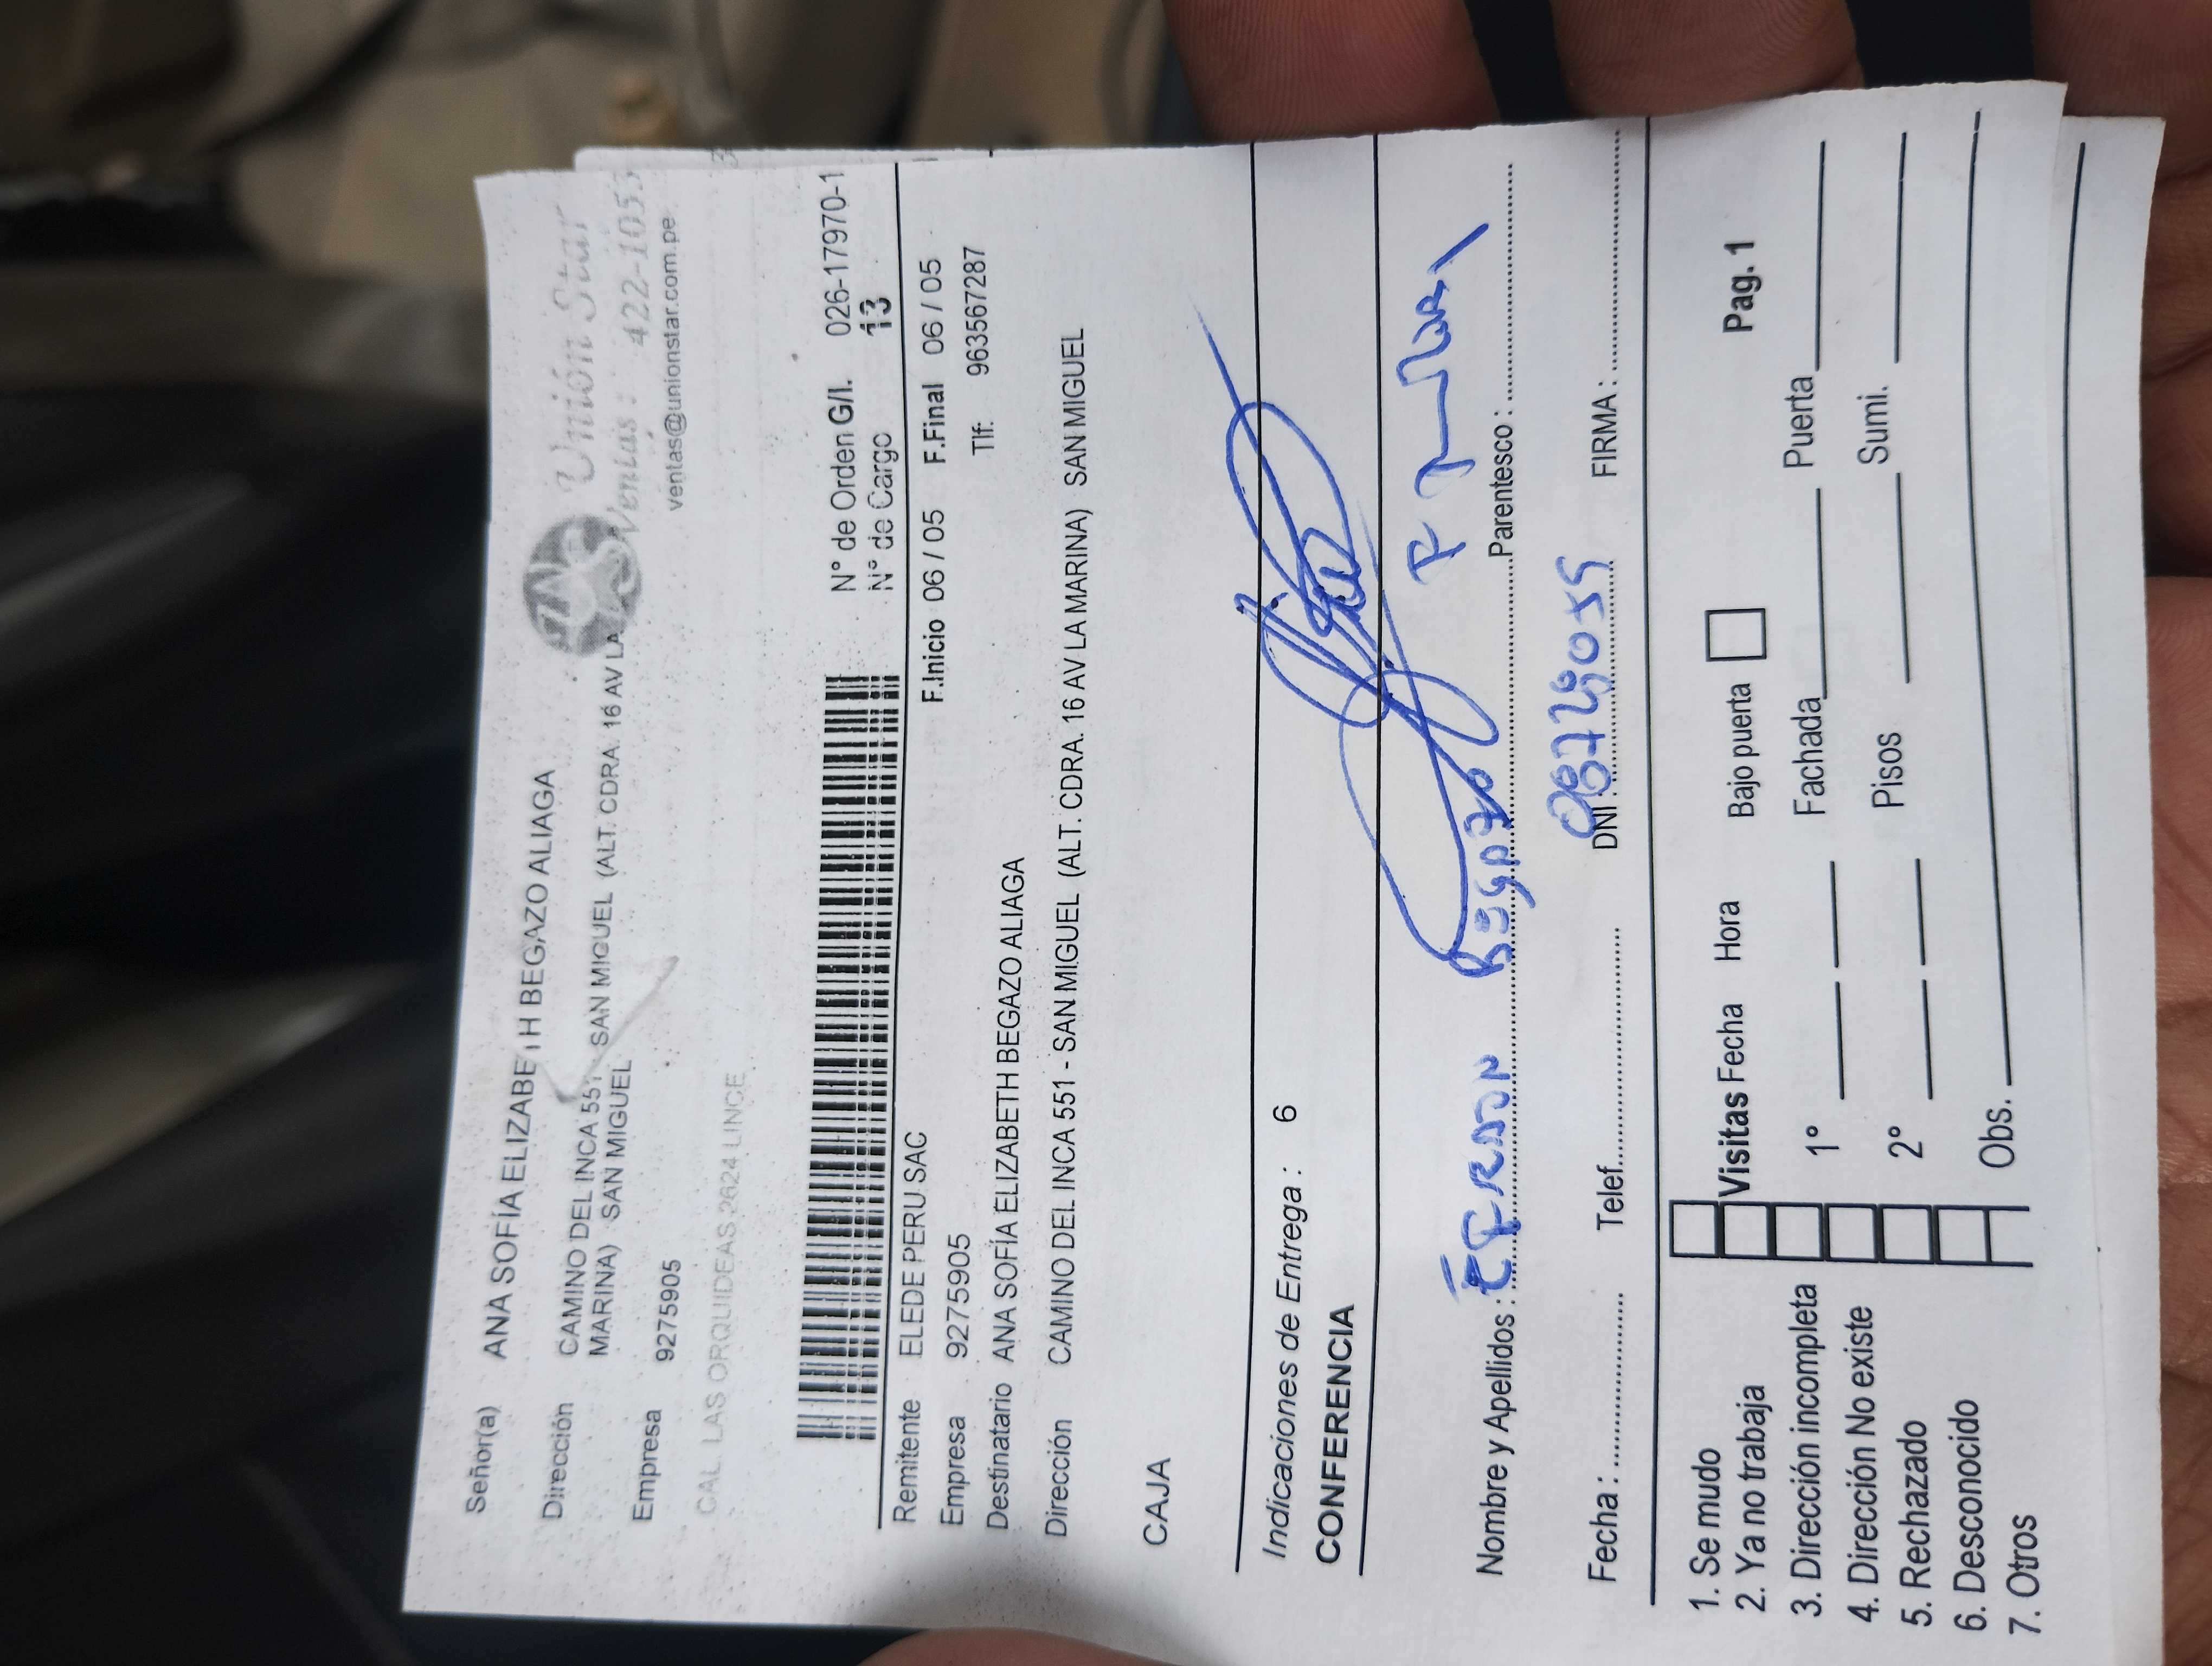 Señor(a) ANA SOFÍA ELIZABETH BEGAZO ALIAGA
Unión Star
Ventas : 422-105
ventas@unionstar.com.pe
Dirección CAMINO DEL INCA 551 - SAN MIGUEL (ALT. CDRA. 16 AV LA
MARINA) SAN MIGUEL
Empresa 9275905
CAL. LAS ORQUIDEAS 2624 LINCE
N° de Orden G/I. 026-17970-1
N° de Cargo 13
Remitente ELEDE PERU SAC
F.Inicio 06 / 05 F.Final 06 / 05
Empresa 9275905
Tlf: 963567287
Destinatario ANA SOFÍA ELIZABETH BEGAZO ALIAGA
Dirección CAMINO DEL INCA 551 - SAN MIGUEL (ALT. CDRA. 16 AV LA MARINA) SAN MIGUEL
CAJA
Indicaciones de Entrega : 6
CONFERENCIA
Nombre y Apellidos : Begazo Parentesco :
Fecha : Telef. DNI : FIRMA :
1. Se mudo
2. Ya no trabaja
3. Dirección incompleta
4. Dirección No existe
5. Rechazado
6. Desconocido
7. Otros
Visitas Fecha Hora Bajo puerta Pag. 1
1° Fachada Puerta
2° Pisos Sumi.
Obs.